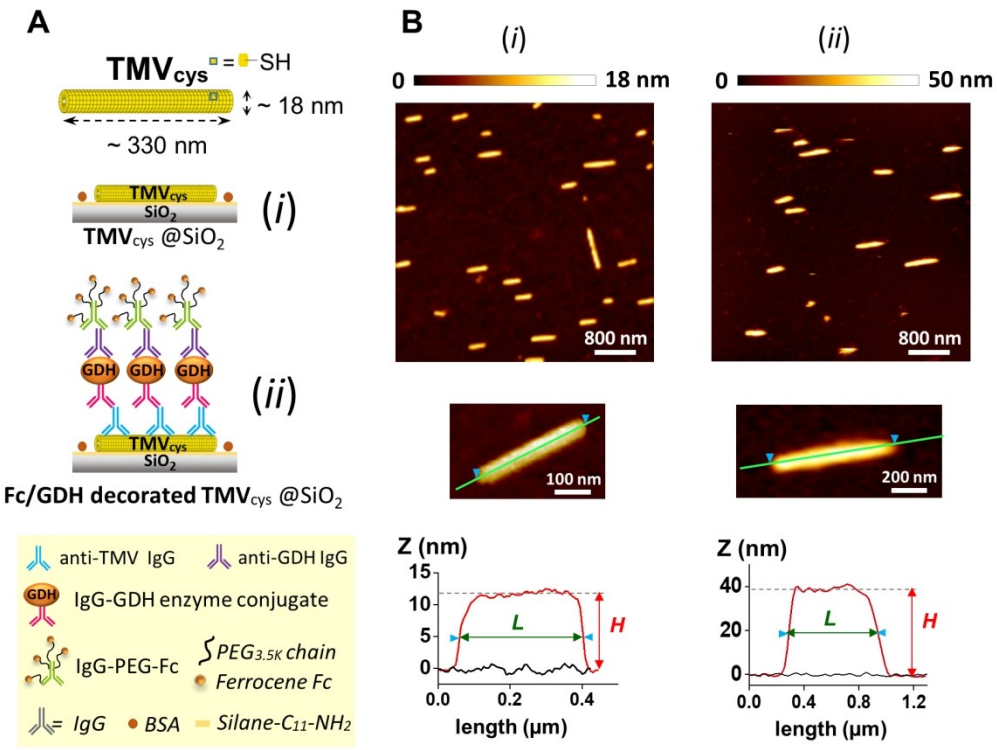 A
TMVcys
= -SH
~ 18 nm
~ 330 nm
TMVcys
SiO2
(i)
TMVcys @SiO2
GDH GDH GDH
(ii)
TMVcys
SiO2
Fc/GDH decorated TMVcys @SiO2
anti-TMV IgG
anti-GDH IgG
GDH
IgG-GDH enzyme conjugate
IgG-PEG-Fc
PEG3.5K chain
Ferrocene Fc
= IgG
BSA
Silane-C11-NH2
B
(i)
0 18 nm
800 nm
100 nm
Z (nm)
15
10
5
0
L
H
0.0 0.2 0.4
length (µm)
(ii)
0 50 nm
800 nm
200 nm
Z (nm)
60
40
20
0
L
H
0.0 0.4 0.8 1.2
length (µm)